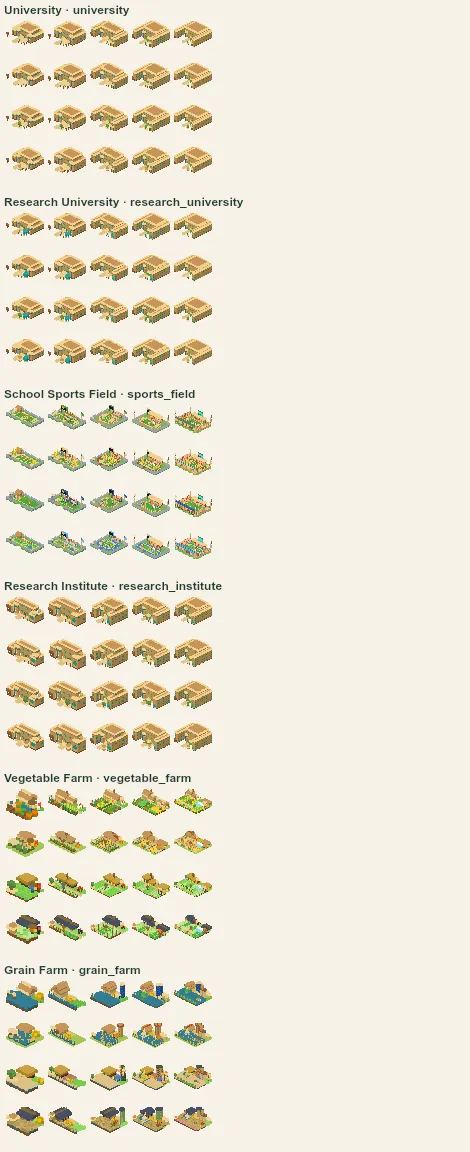 University · university
Research University · research_university
School Sports Field · sports_field
Research Institute · research_institute
Vegetable Farm · vegetable_farm
Grain Farm · grain_farm